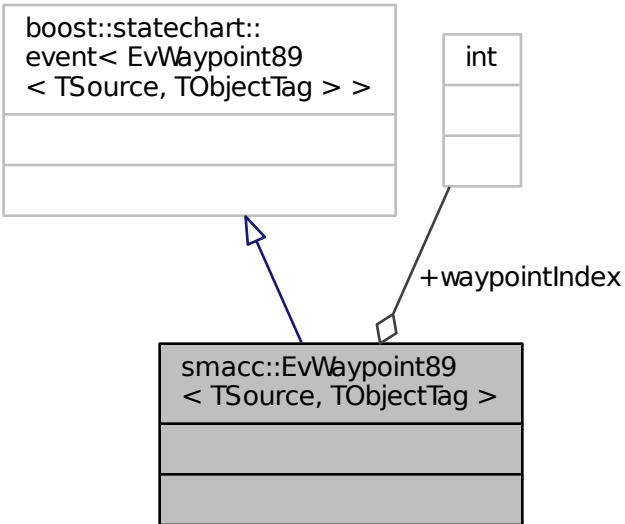 boost::statechart::
event< EvWaypoint89
< TSource, TObjectTag > >
int
+waypointIndex
smacc::EvWaypoint89
< TSource, TObjectTag >